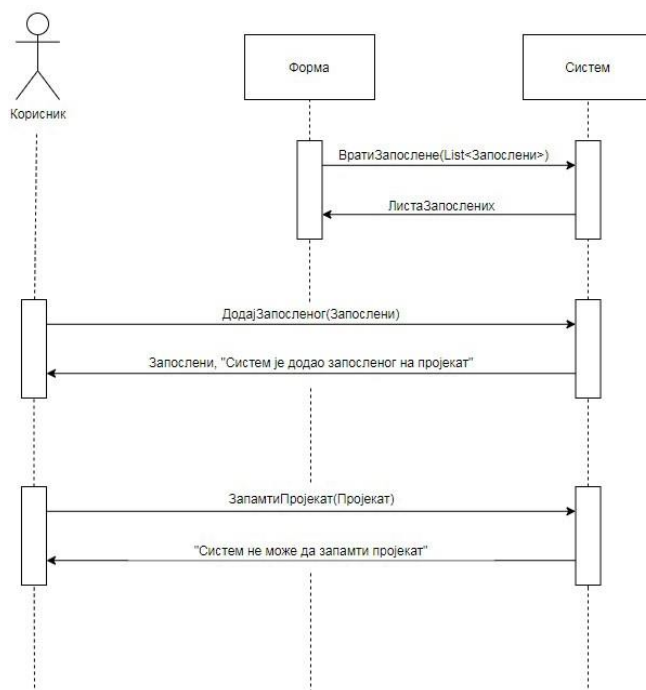 Форма
Систем
Корисник
ВратиЗапослене(List<Запослени>)
ЛистаЗапослених
ДодајЗапосленог(Запослени)
Запослени, "Систем је додао запосленог на пројекат"
ЗапамтиПројекат(Пројекат)
"Систем не може да запамти пројекат"